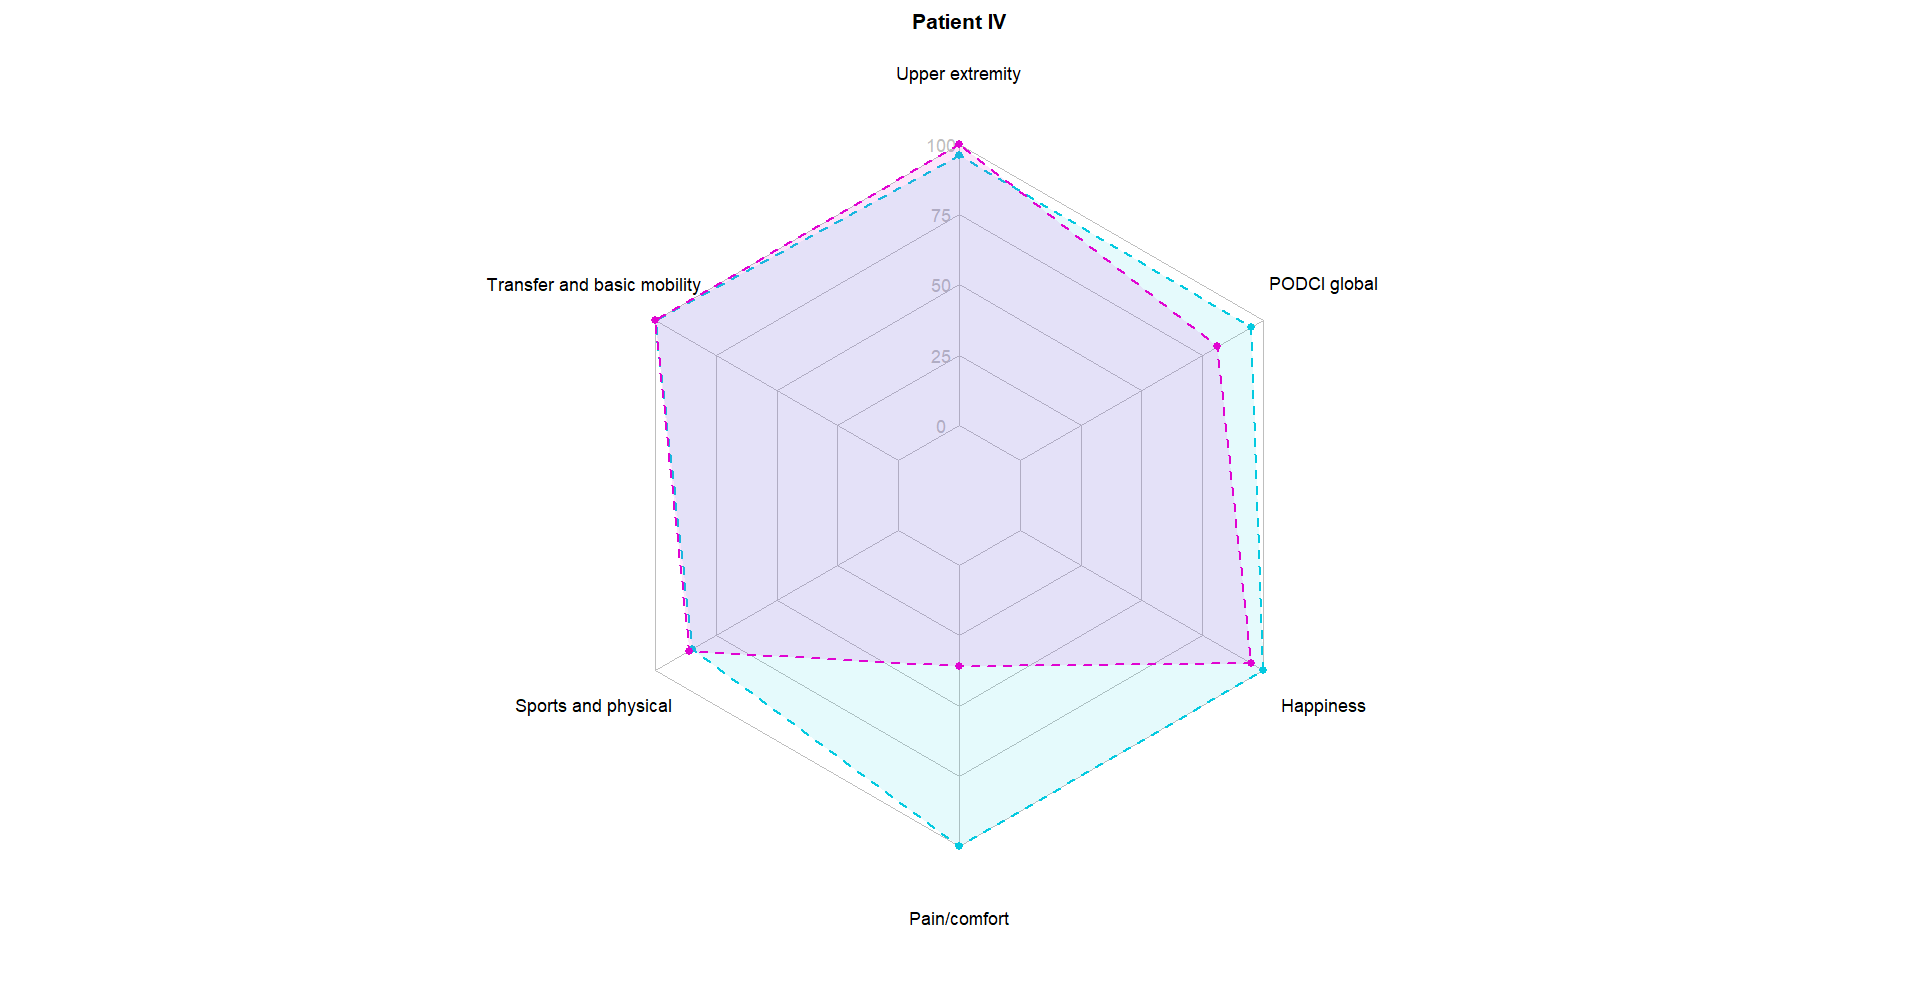 Patient IV
Upper extremity
100
75
Transfer and basic mobility
PODCI global
50
25
0
Sports and physical
Happiness
Pain/comfort